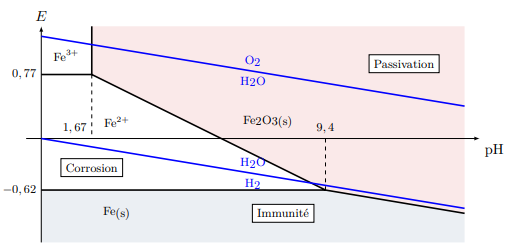 E
Fe³⁺
O₂
H₂O
Passivation
0,77
1,67
Fe²⁺
Fe₂O₃(s)
9,4
pH
Corrosion
H₂O
H₂
−0,62
Fe(s)
Immunité